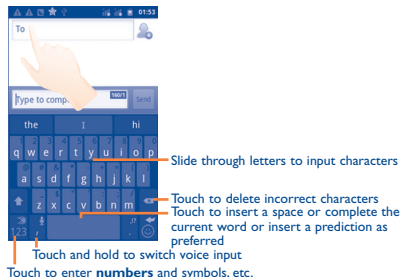 01:53
To
Type to comp
160/1
Send
the I hi
q w e r t y u i o p
a s d f g h j k l
z x c v b n m
123
Slide through letters to input characters
Touch to delete incorrect characters
Touch to insert a space or complete the
current word or insert a prediction as
preferred
Touch and hold to switch voice input
Touch to enter numbers and symbols, etc.